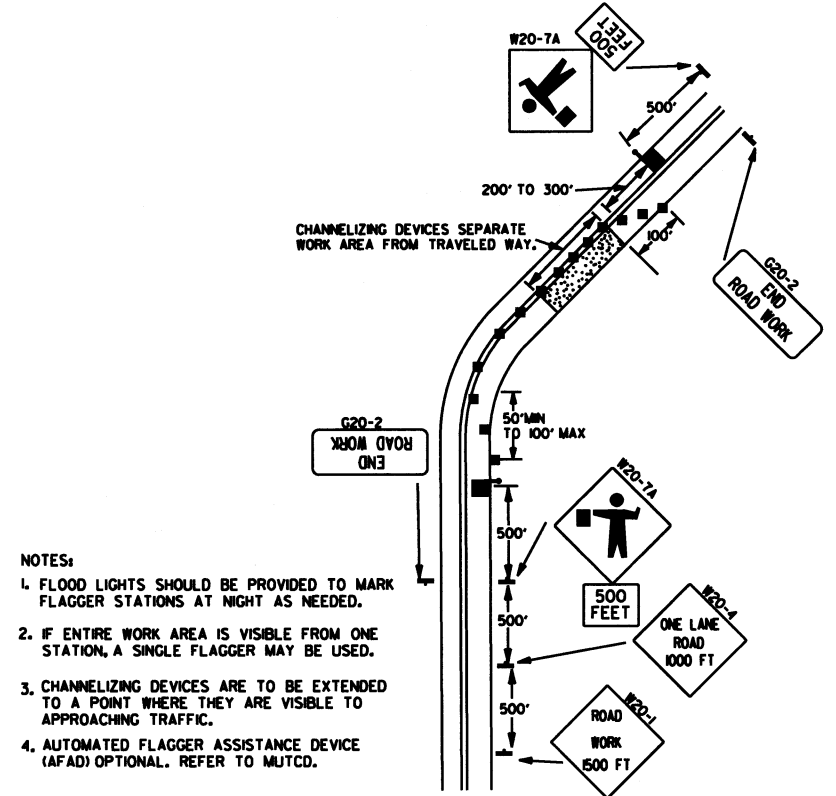 500
FEET
W20-7A
500'
200' TO 300'
CHANNELIZING DEVICES SEPARATE
WORK AREA FROM TRAVELED WAY.
100'
G20-2
END
ROAD WORK
50'MIN
TO 100' MAX
G20-2
END
ROAD WORK
W20-7A
500'
500
FEET
W20-4
ONE LANE
ROAD
1000 FT
500'
W20-1
ROAD
WORK
1500 FT
500'
NOTES:
1. FLOOD LIGHTS SHOULD BE PROVIDED TO MARK
FLAGGER STATIONS AT NIGHT AS NEEDED.
2. IF ENTIRE WORK AREA IS VISIBLE FROM ONE
STATION, A SINGLE FLAGGER MAY BE USED.
3. CHANNELIZING DEVICES ARE TO BE EXTENDED
TO A POINT WHERE THEY ARE VISIBLE TO
APPROACHING TRAFFIC.
4. AUTOMATED FLAGGER ASSISTANCE DEVICE
(AFAD) OPTIONAL. REFER TO MUTCD.